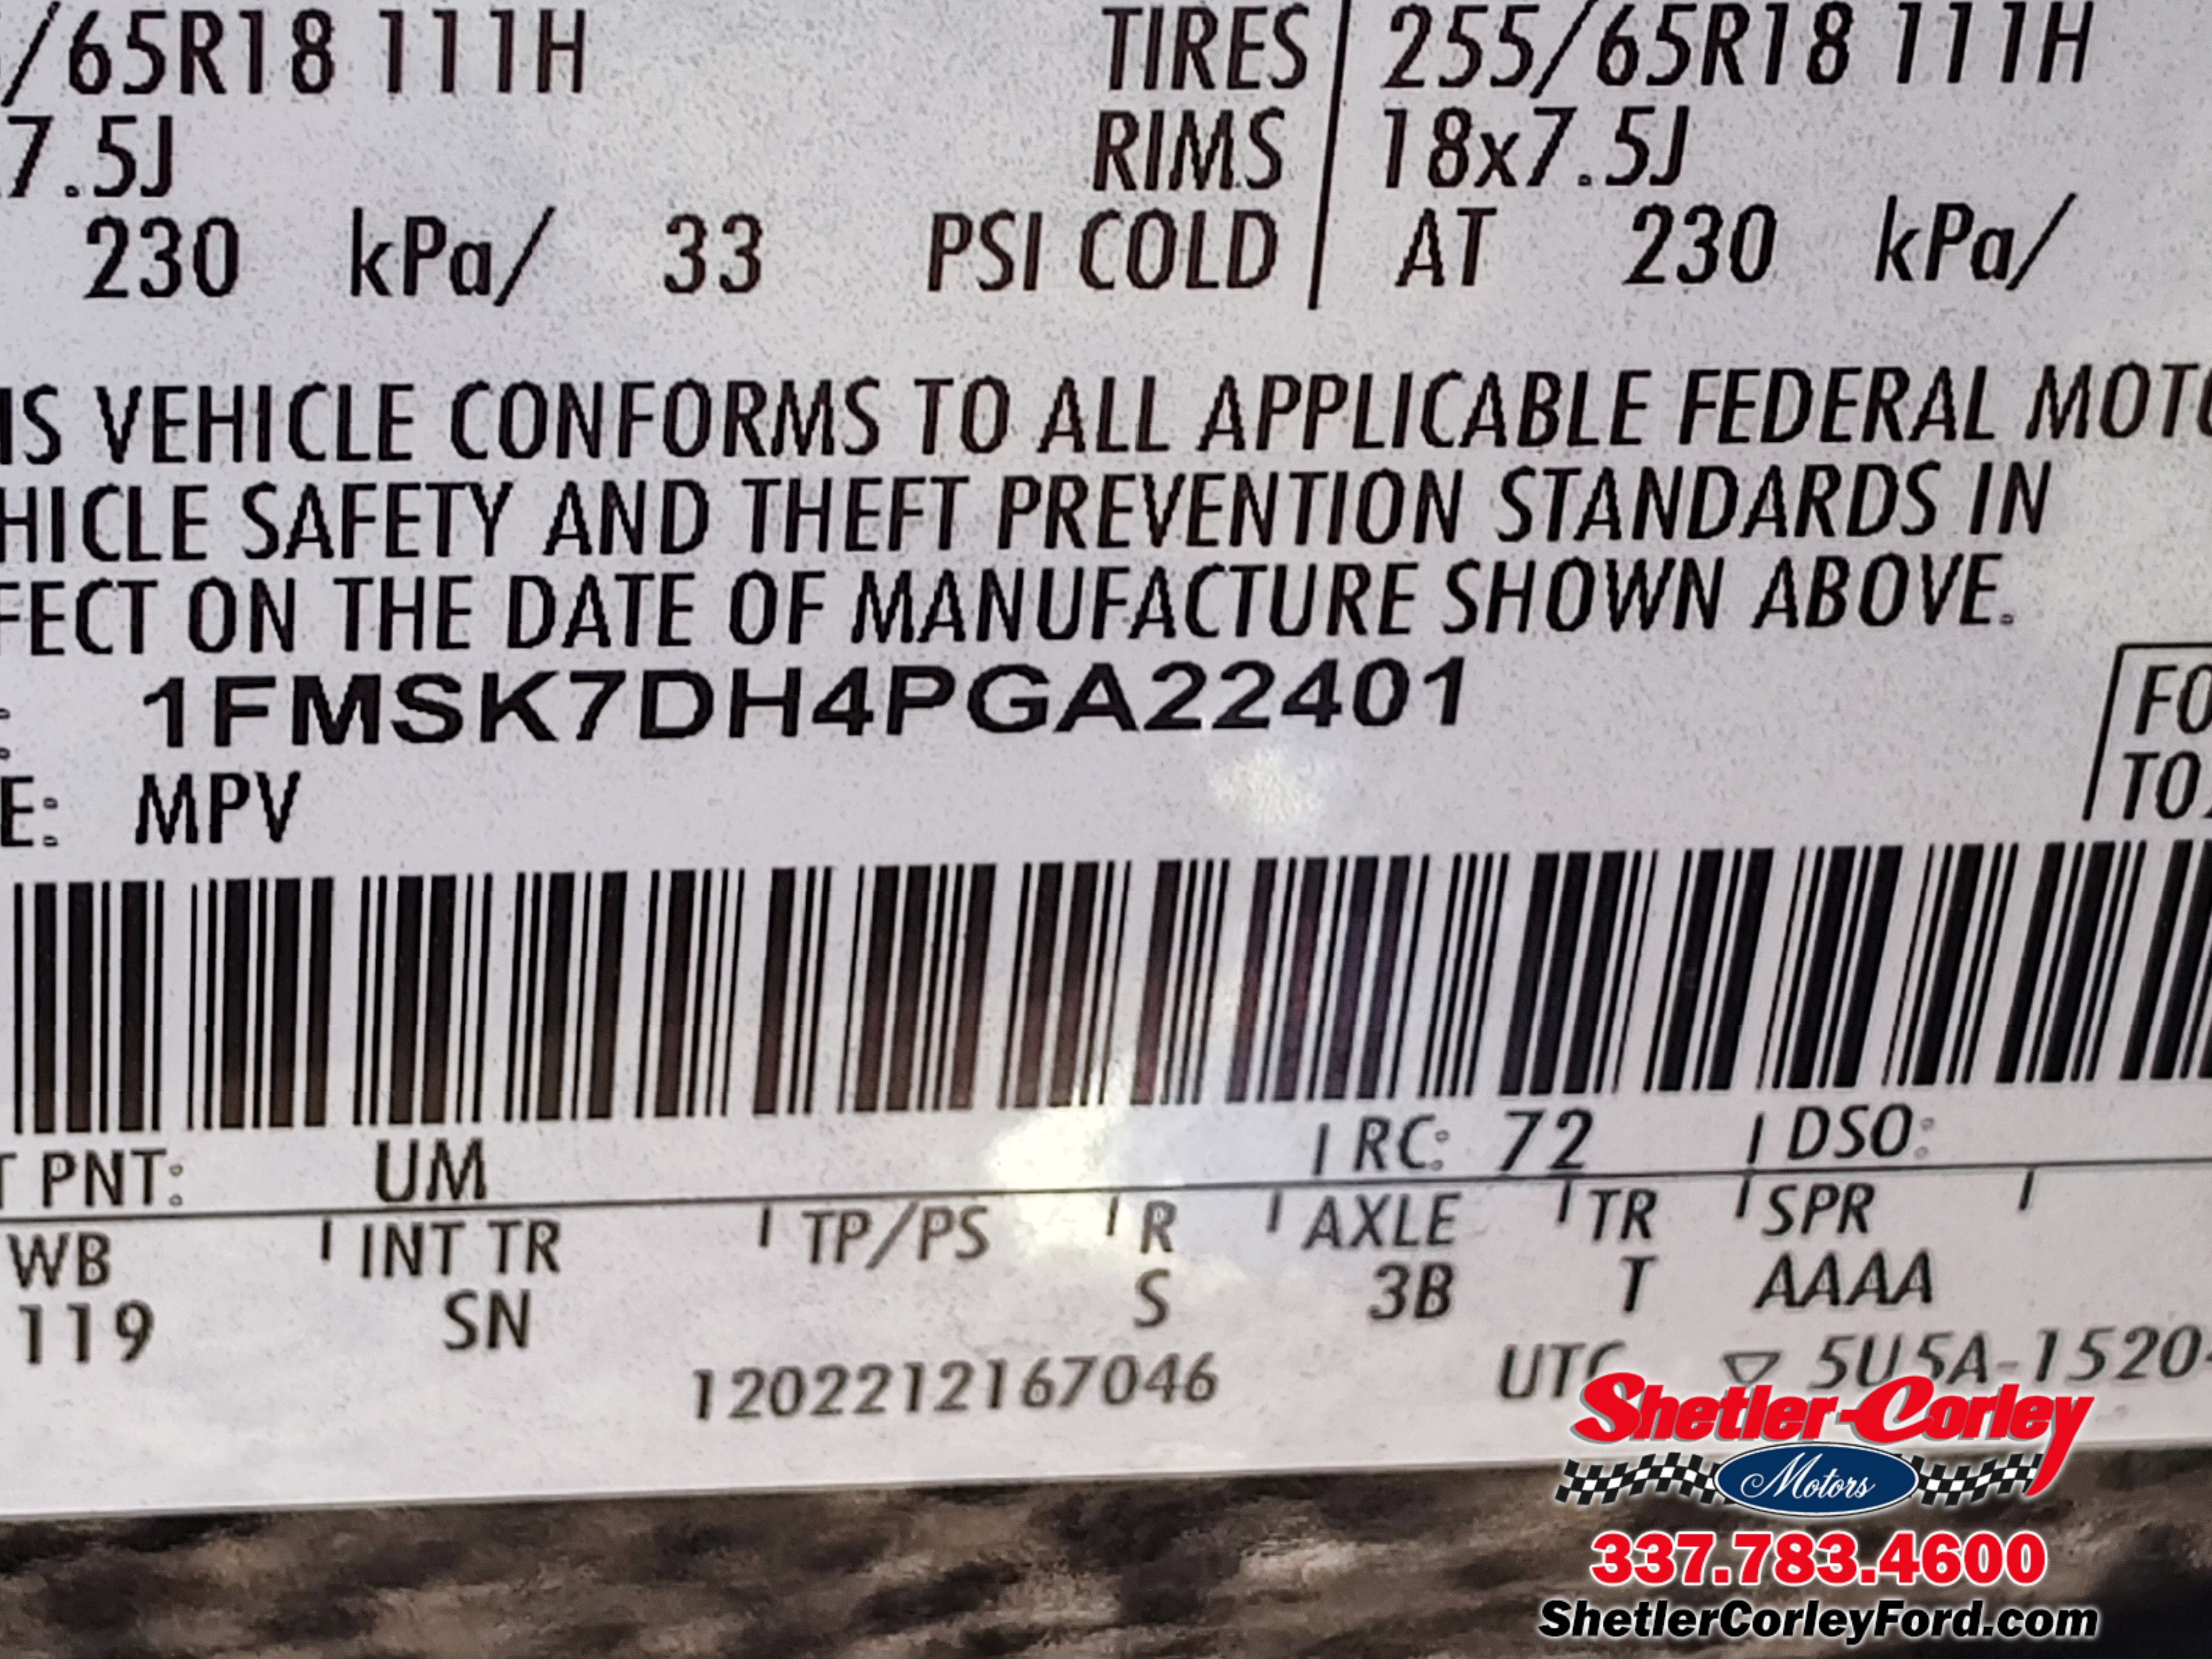 /65R18 111H TIRES 255/65R18 111H
7.5J RIMS 18x7.5J
230 kPa/ 33 PSI COLD AT 230 kPa/
IS VEHICLE CONFORMS TO ALL APPLICABLE FEDERAL MOTO
HICLE SAFETY AND THEFT PREVENTION STANDARDS IN
FECT ON THE DATE OF MANUFACTURE SHOWN ABOVE.
: 1FMSK7DH4PGA22401 FO
E: MPV TO
T PNT: UM RC: 72 DSO:
WB INT TR TP/PS R AXLE TR SPR
119 SN S 3B T AAAA
1202212167046 UTC ▽ 5U5A-1520-
Shetler-Corley
Motors
337.783.4600
ShetlerCorleyFord.com